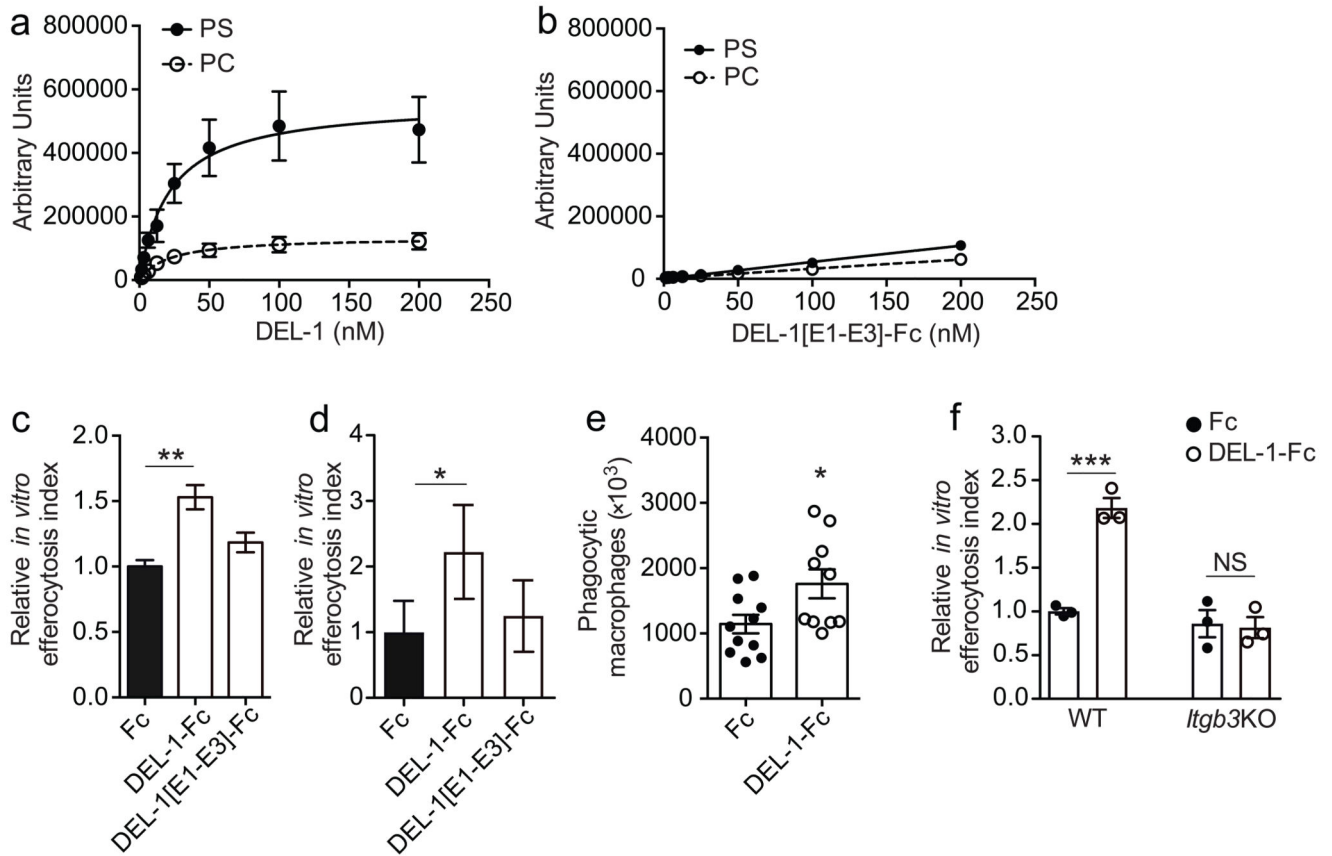 a
800000
600000
400000
200000
0
Arbitrary Units
PS
PC
0 50 100 150 200 250
DEL-1 (nM)
b
800000
600000
400000
200000
0
Arbitrary Units
PS
PC
0 50 100 150 200 250
DEL-1[E1-E3]-Fc (nM)
c
Relative in vitro
efferocytosis index
2.0
1.5
1.0
0.5
0.0
**
Fc
DEL-1-Fc
DEL-1[E1-E3]-Fc
d
Relative in vitro
efferocytosis index
4
3
2
1
0
*
Fc
DEL-1-Fc
DEL-1[E1-E3]-Fc
e
Phagocytic
macrophages (×10³)
4000
3000
2000
1000
0
*
Fc
DEL-1-Fc
f
Relative in vitro
efferocytosis index
3.0
2.5
2.0
1.5
1.0
0.5
0.0
Fc
DEL-1-Fc
***
NS
WT
Itgb3KO